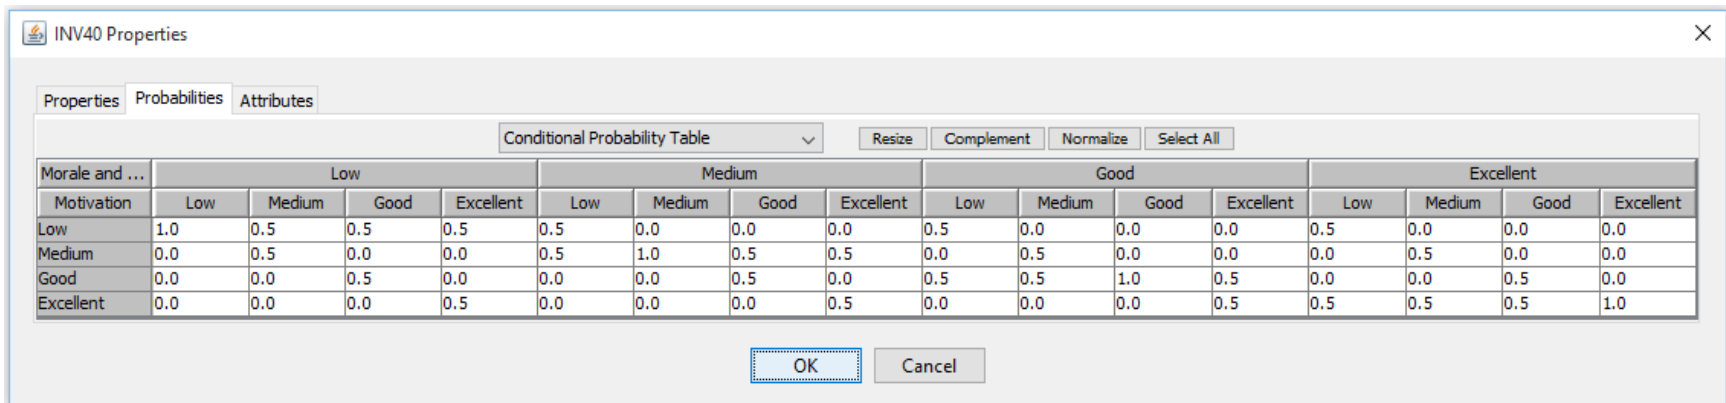 INV40 Properties
Properties Probabilities Attributes
Conditional Probability Table Resize Complement Normalize Select All
Morale and ... Low Medium Good Excellent
Motivation Low Medium Good Excellent Low Medium Good Excellent Low Medium Good Excellent Low Medium Good Excellent
Low 1.0 0.5 0.5 0.5 0.5 0.0 0.0 0.0 0.5 0.0 0.0 0.0 0.5 0.0 0.0 0.0
Medium 0.0 0.5 0.0 0.0 0.5 1.0 0.5 0.5 0.0 0.5 0.0 0.0 0.0 0.5 0.0 0.0
Good 0.0 0.0 0.5 0.0 0.0 0.0 0.5 0.0 0.5 0.5 1.0 0.5 0.0 0.0 0.5 0.0
Excellent 0.0 0.0 0.0 0.5 0.0 0.0 0.0 0.5 0.0 0.0 0.0 0.5 0.5 0.5 0.5 1.0
OK Cancel